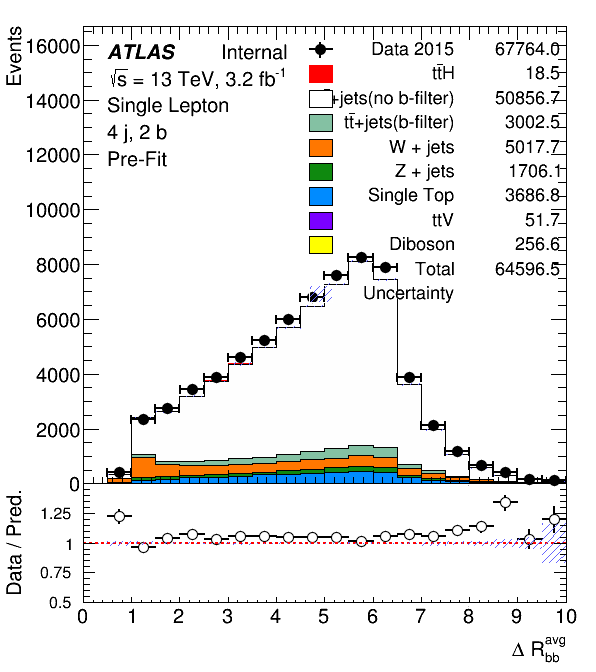 Events
16000
14000
12000
10000
8000
6000
4000
2000
0
ATLAS Internal
√s = 13 TeV, 3.2 fb⁻¹
Single Lepton
4 j, 2 b
Pre-Fit
Data 2015 67764.0
tt̄H 18.5
+jets(no b-filter) 50856.7
tt̄+jets(b-filter) 3002.5
W + jets 5017.7
Z + jets 1706.1
Single Top 3686.8
ttV 51.7
Diboson 256.6
Total 64596.5
Uncertainty
Data / Pred.
1.25
1
0.75
0.5
0 1 2 3 4 5 6 7 8 9 10
Δ R_bb^avg